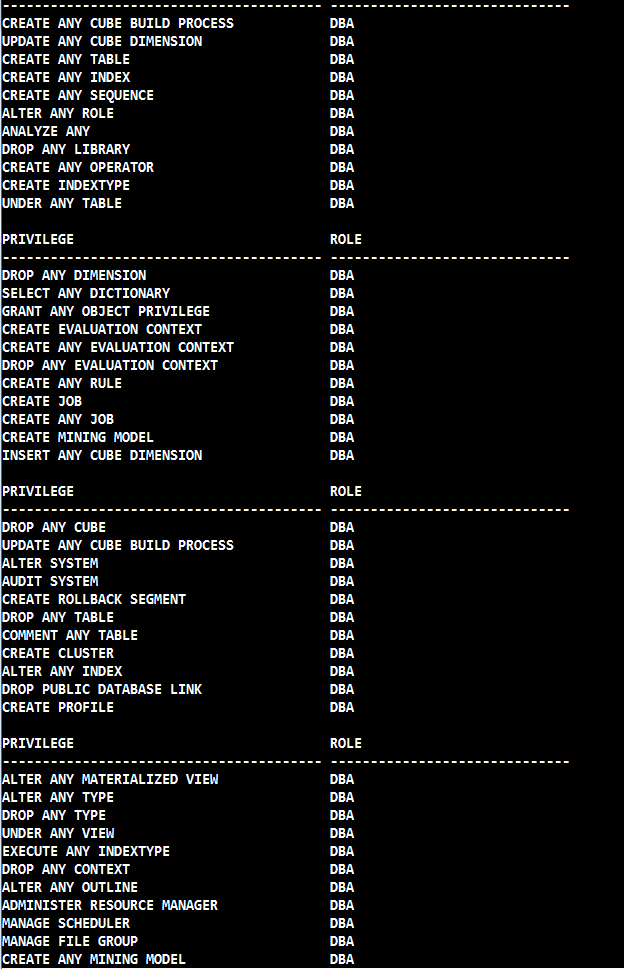 ---------------------------------------- ------------------------------
CREATE ANY CUBE BUILD PROCESS            DBA
UPDATE ANY CUBE DIMENSION                DBA
CREATE ANY TABLE                         DBA
CREATE ANY INDEX                         DBA
CREATE ANY SEQUENCE                      DBA
ALTER ANY ROLE                           DBA
ANALYZE ANY                              DBA
DROP ANY LIBRARY                         DBA
CREATE ANY OPERATOR                      DBA
CREATE INDEXTYPE                         DBA
UNDER ANY TABLE                          DBA

PRIVILEGE                                ROLE
---------------------------------------- ------------------------------
DROP ANY DIMENSION                       DBA
SELECT ANY DICTIONARY                    DBA
GRANT ANY OBJECT PRIVILEGE               DBA
CREATE EVALUATION CONTEXT                DBA
CREATE ANY EVALUATION CONTEXT            DBA
DROP ANY EVALUATION CONTEXT              DBA
CREATE ANY RULE                          DBA
CREATE JOB                               DBA
CREATE ANY JOB                           DBA
CREATE MINING MODEL                      DBA
INSERT ANY CUBE DIMENSION                DBA

PRIVILEGE                                ROLE
---------------------------------------- ------------------------------
DROP ANY CUBE                            DBA
UPDATE ANY CUBE BUILD PROCESS            DBA
ALTER SYSTEM                             DBA
AUDIT SYSTEM                             DBA
CREATE ROLLBACK SEGMENT                  DBA
DROP ANY TABLE                           DBA
COMMENT ANY TABLE                        DBA
CREATE CLUSTER                           DBA
ALTER ANY INDEX                          DBA
DROP PUBLIC DATABASE LINK                DBA
CREATE PROFILE                           DBA

PRIVILEGE                                ROLE
---------------------------------------- ------------------------------
ALTER ANY MATERIALIZED VIEW              DBA
ALTER ANY TYPE                           DBA
DROP ANY TYPE                            DBA
UNDER ANY VIEW                           DBA
EXECUTE ANY INDEXTYPE                    DBA
DROP ANY CONTEXT                         DBA
ALTER ANY OUTLINE                        DBA
ADMINISTER RESOURCE MANAGER              DBA
MANAGE SCHEDULER                         DBA
MANAGE FILE GROUP                        DBA
CREATE ANY MINING MODEL                  DBA